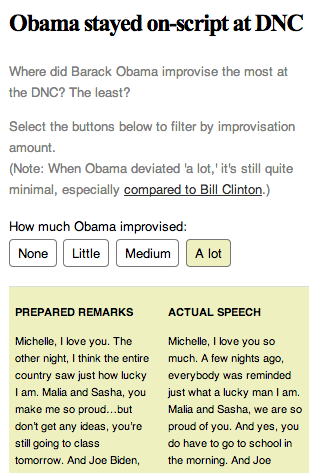 Obama stayed on-script at DNC
Where did Barack Obama improvise the most at
the DNC? The least?
Select the buttons below to filter by improvisation
amount.
(Note: When Obama deviated 'a lot,' it's still quite
minimal, especially compared to Bill Clinton.)
How much Obama improvised:
None Little Medium A lot
PREPARED REMARKS
Michelle, I love you. The
other night, I think the entire
country saw just how lucky
I am. Malia and Sasha, you
make me so proud…but
don't get any ideas, you're
still going to class
tomorrow. And Joe Biden,
ACTUAL SPEECH
Michelle, I love you so
much. A few nights ago,
everybody was reminded
just what a lucky man I am.
Malia and Sasha, we are so
proud of you. And yes, you
do have to go to school in
the morning. And Joe